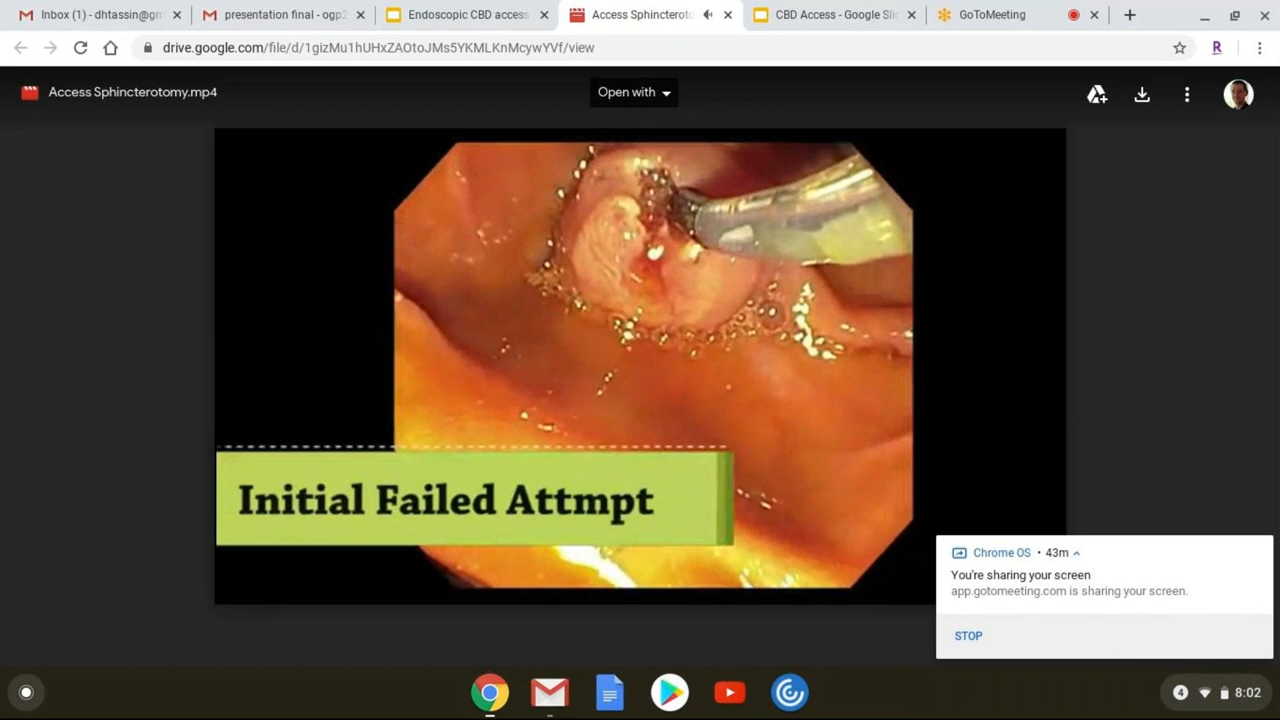 Inbox (1) - dhtassin@gm
presentation final - ogp2
Endoscopic CBD access
Access Sphincteroto
CBD Access - Google Sli
GoToMeeting
drive.google.com/file/d/1gizMu1hUHxZAOtoJMs5YKMLKnMcywYVf/view
R
Access Sphincterotomy.mp4
Open with
Initial Failed Attmpt
Chrome OS • 43m
You're sharing your screen
app.gotomeeting.com is sharing your screen.
STOP
4
8:02